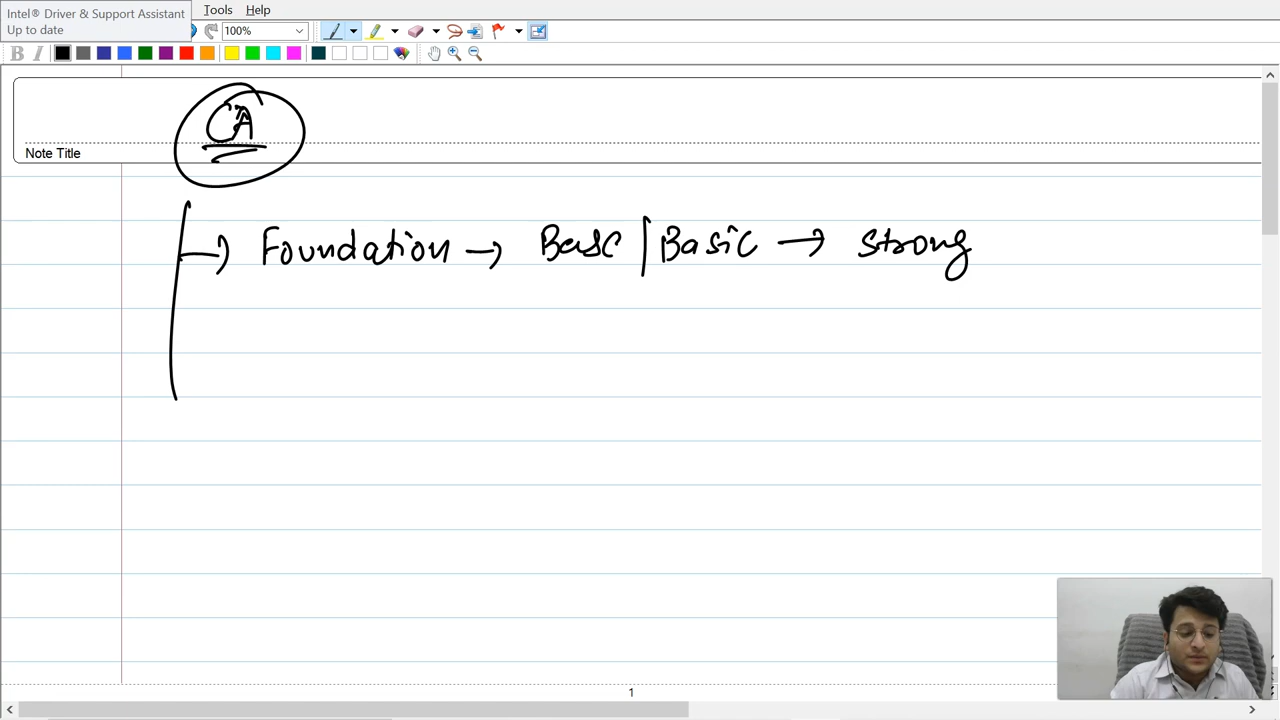 Intel® Driver & Support Assistant
Up to date
Tools Help
100%
B I
CA
Note Title
→ Foundation → Base | Basic → Strong
1